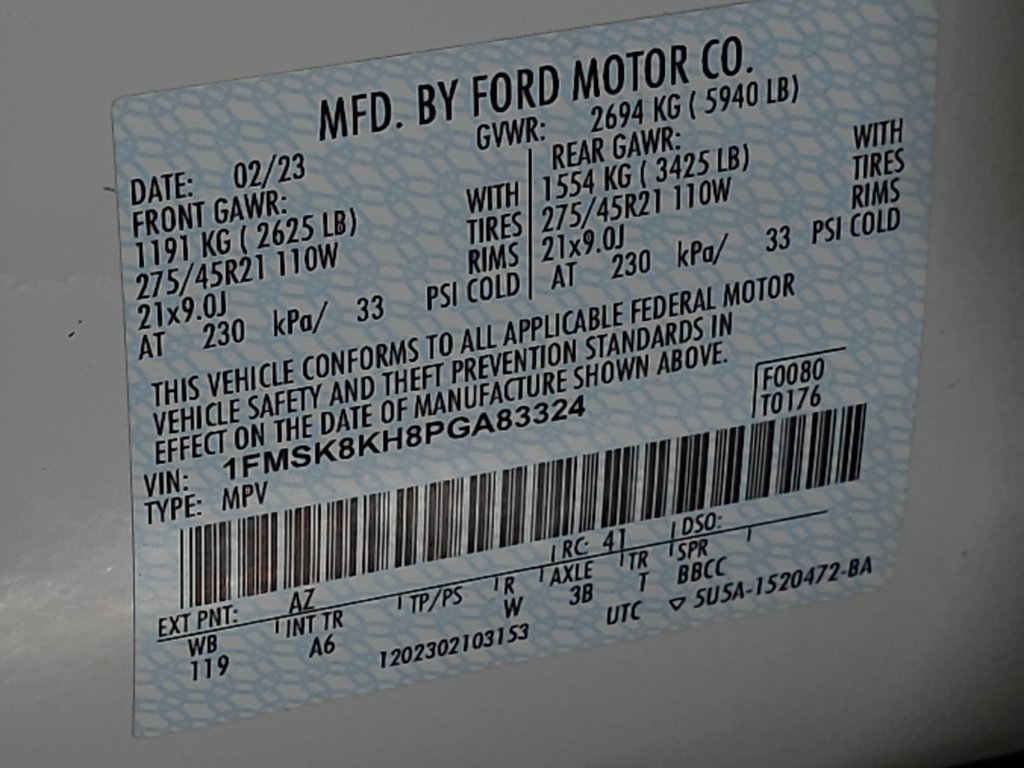 MFD. BY FORD MOTOR CO.
DATE: 02/23 GVWR: 2694 KG ( 5940 LB)
FRONT GAWR: WITH
1191 KG ( 2625 LB) TIRES
275/45R21 110W RIMS
21x9.0J
AT 230 kPa/ 33 PSI COLD
REAR GAWR: WITH
1554 KG ( 3425 LB) TIRES
275/45R21 110W RIMS
21x9.0J
AT 230 kPa/ 33 PSI COLD
THIS VEHICLE CONFORMS TO ALL APPLICABLE FEDERAL MOTOR
VEHICLE SAFETY AND THEFT PREVENTION STANDARDS IN
EFFECT ON THE DATE OF MANUFACTURE SHOWN ABOVE.
VIN: 1FMSK8KH8PGA83324
TYPE: MPV
F0080
T0176
EXT PNT: AZ RC: 41 DSO:
WB INT TR TP/PS R AXLE TR SPR
119 A6 W 3B T BBCC
1202302103153 UTC ▽ 5U5A-1520472-BA